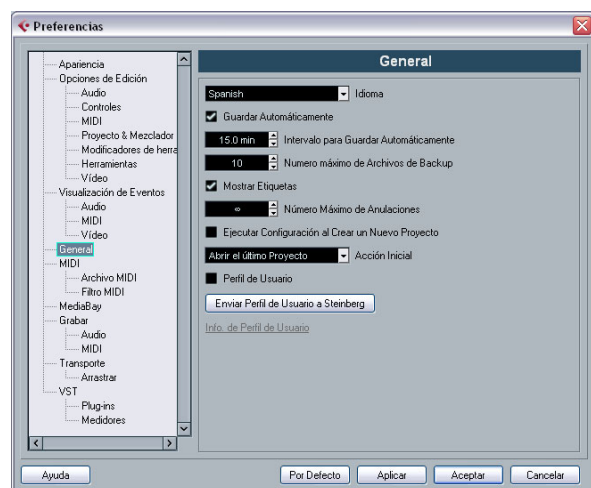 Preferencias
Apariencia
Opciones de Edición
Audio
Controles
MIDI
Proyecto & Mezclador
Modificadores de herra
Herramientas
Vídeo
Visualización de Eventos
Audio
MIDI
Vídeo
General
MIDI
Archivo MIDI
Filtro MIDI
MediaBay
Grabar
Audio
MIDI
Transporte
Arrastrar
VST
Plug-ins
Medidores
General
Spanish Idioma
Guardar Automáticamente
15.0 min Intervalo para Guardar Automáticamente
10 Numero máximo de Archivos de Backup
Mostrar Etiquetas
∞ Número Máximo de Anulaciones
Ejecutar Configuración al Crear un Nuevo Proyecto
Abrir el último Proyecto Acción Inicial
Perfil de Usuario
Enviar Perfil de Usuario a Steinberg
Info. de Perfil de Usuario
Ayuda Por Defecto Aplicar Aceptar Cancelar